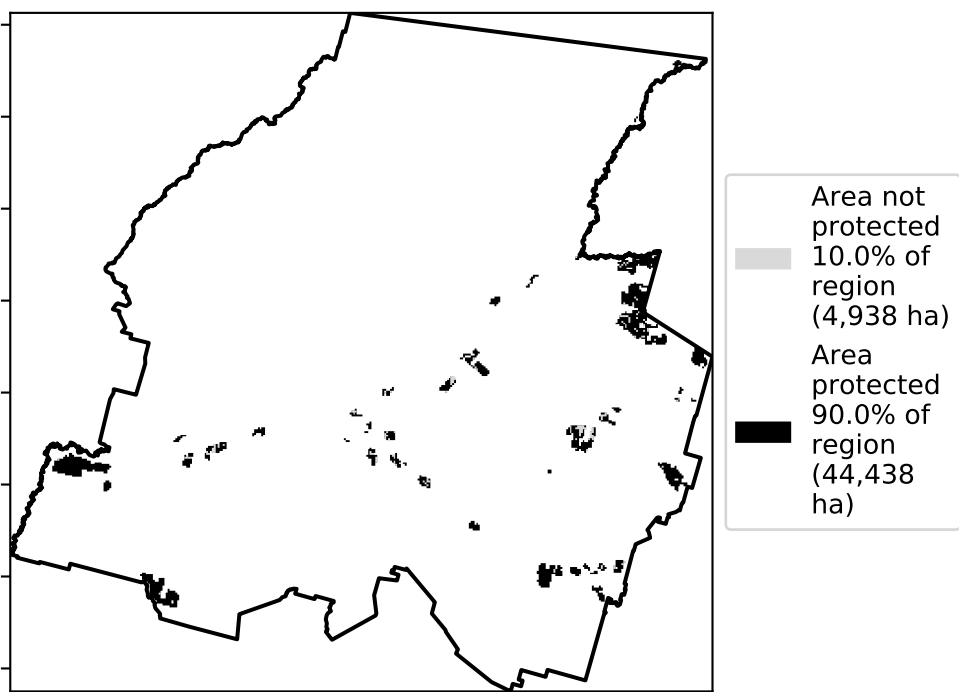 Area not
protected
10.0% of
region
(4,938 ha)
Area
protected
90.0% of
region
(44,438
ha)